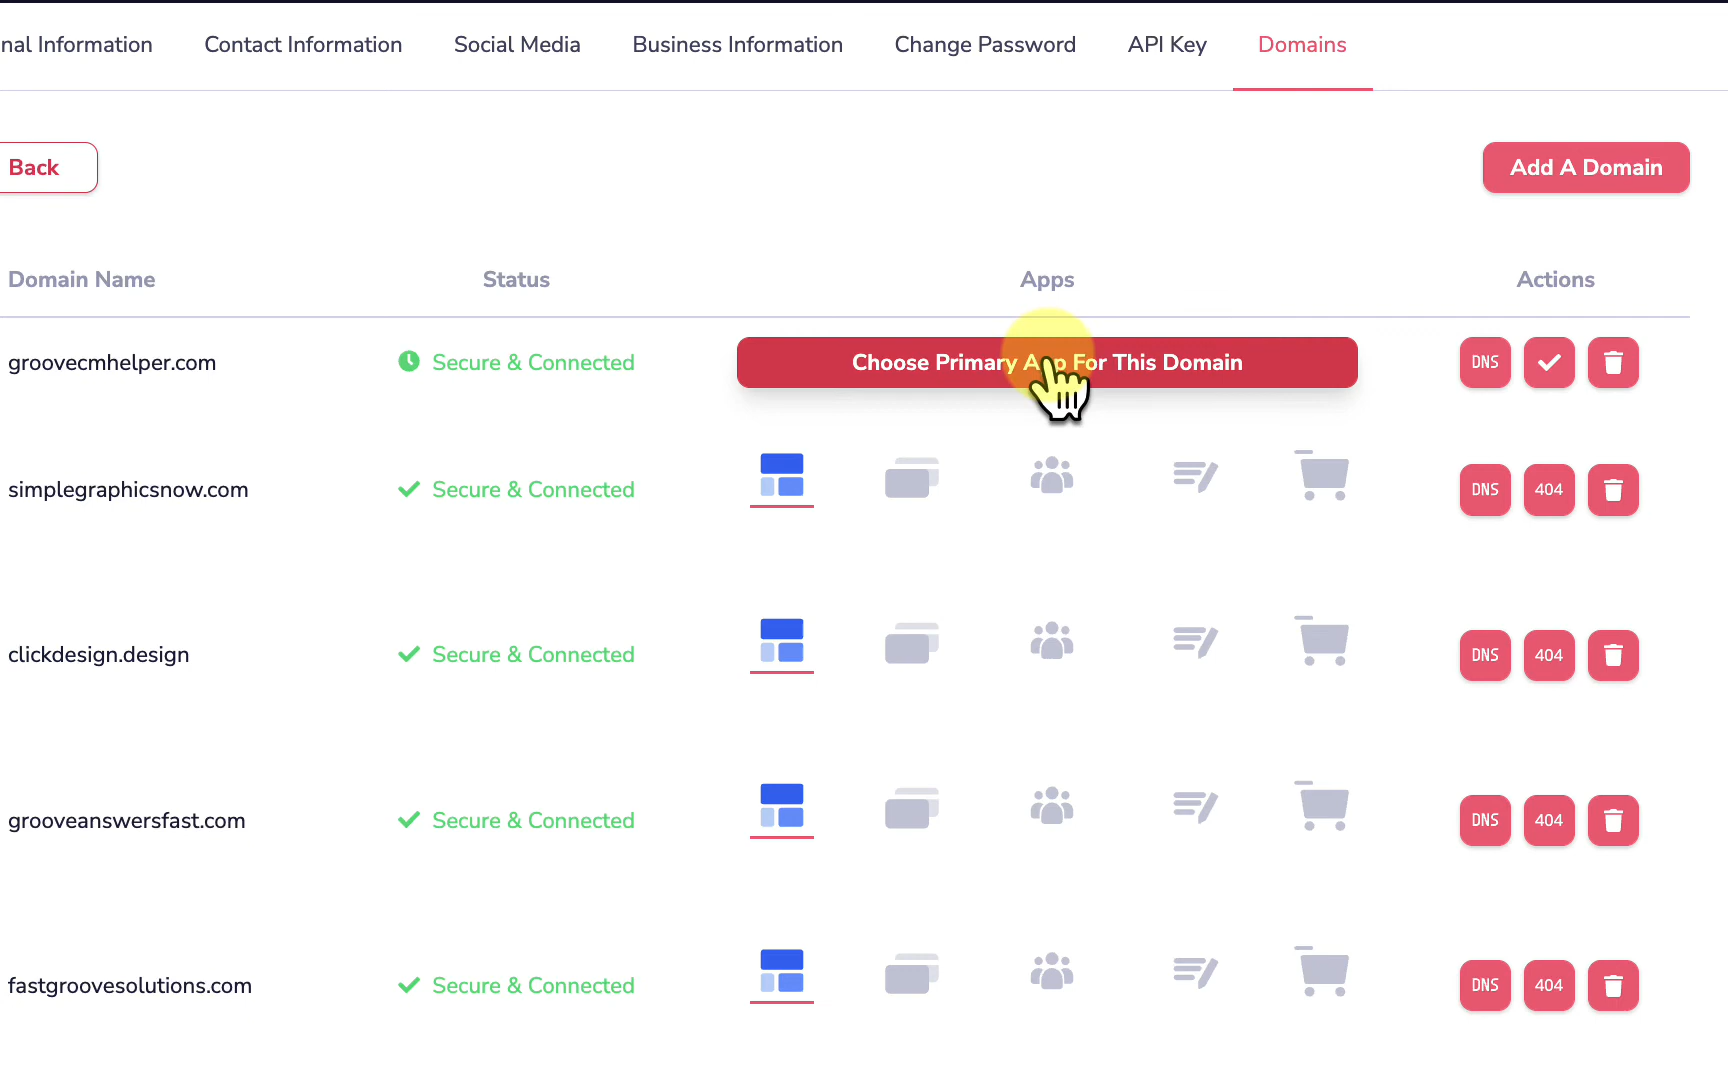 nal Information Contact Information Social Media Business Information Change Password API Key Domains
Back Add A Domain
Domain Name Status Apps Actions
groovecmhelper.com Secure & Connected Choose Primary App For This Domain DNS
simplegraphicsnow.com Secure & Connected DNS 404
clickdesign.design Secure & Connected DNS 404
grooveanswersfast.com Secure & Connected DNS 404
fastgroovesolutions.com Secure & Connected DNS 404